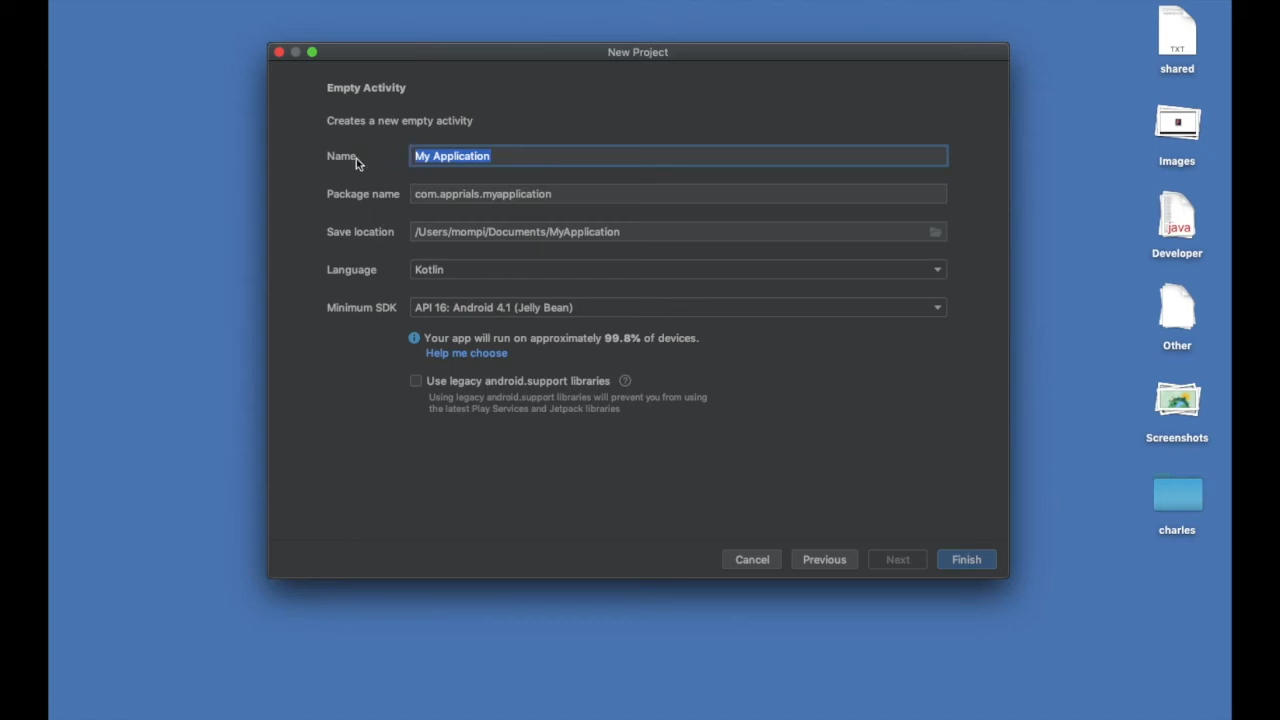 New Project
Empty Activity
Creates a new empty activity
Name
My Application
Package name
com.apprials.myapplication
Save location
/Users/mompi/Documents/MyApplication
Language
Kotlin
Minimum SDK
API 16: Android 4.1 (Jelly Bean)
Your app will run on approximately 99.8% of devices.
Help me choose
Use legacy android.support libraries
Using legacy android.support libraries will prevent you from using
the latest Play Services and Jetpack libraries
Cancel
Previous
Next
Finish
TXT
shared
Images
java
Developer
Other
Screenshots
charles